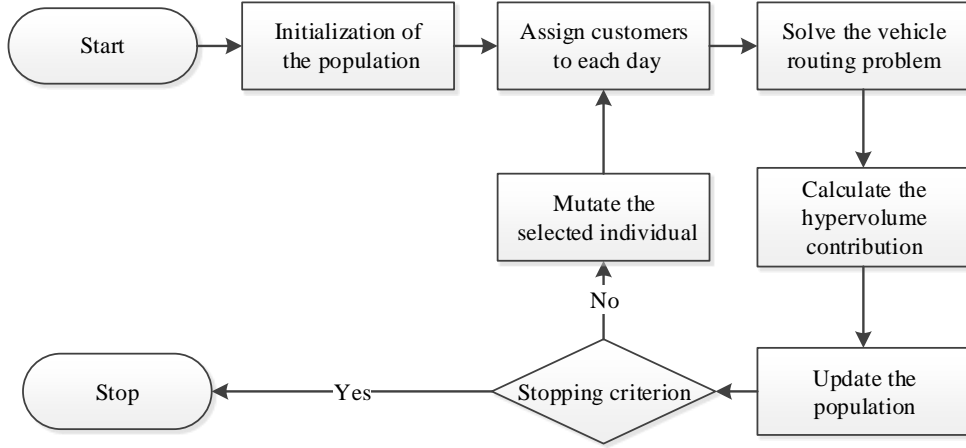 Start
Initialization of
the population
Assign customers
to each day
Solve the vehicle
routing problem
Calculate the
hypervolume
contribution
Update the
population
Stopping criterion
No
Mutate the
selected individual
Yes
Stop